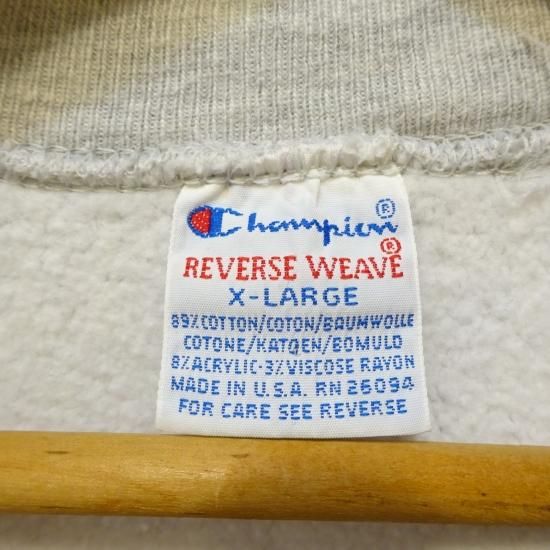 Champion®
REVERSE WEAVE®
X-LARGE
89% COTTON/COTON/BAUMWOLLE
COTONE/KATOEN/BOMULD
8% ACRYLIC-3% VISCOSE RAYON
MADE IN U.S.A. RN 26094
FOR CARE SEE REVERSE